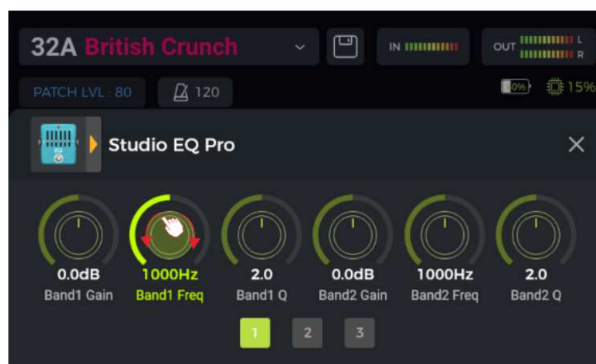 32A British Crunch
IN
OUT
L
R
PATCH LVL : 80
120
0%
15%
Studio EQ Pro
0.0dB 1000Hz 2.0 0.0dB 1000Hz 2.0
Band1 Gain Band1 Freq Band1 Q Band2 Gain Band2 Freq Band2 Q
1 2 3